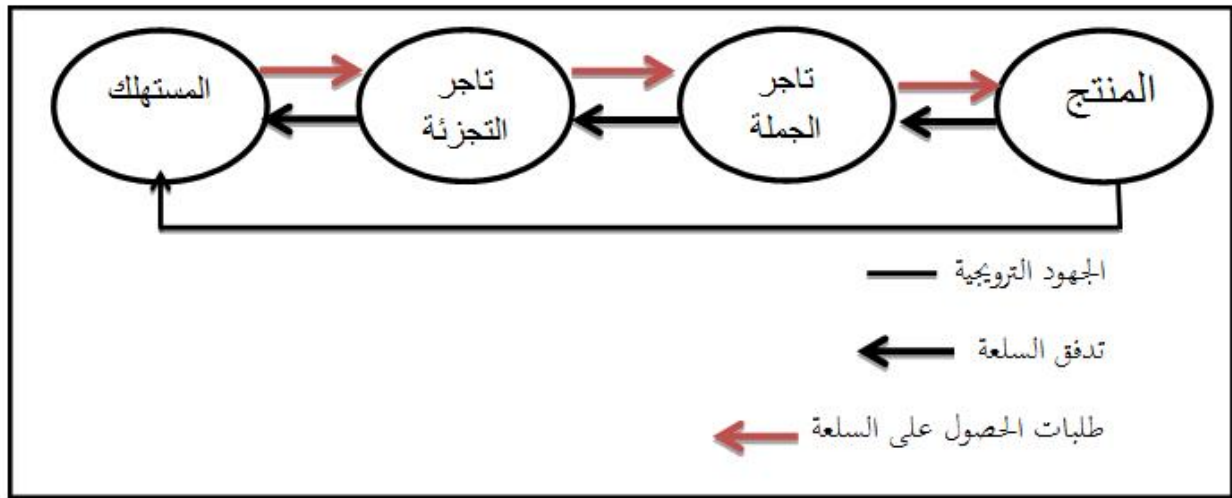 المنتج
تاجر
الجملة
تاجر
التجزئة
المستهلك
الجهود الترويجية
تدفق السلعة
طلبات الحصول على السلعة